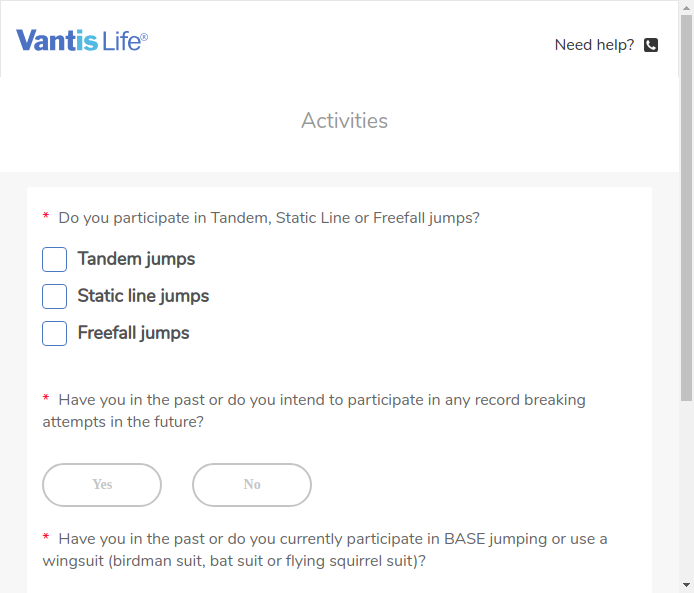 Vantis Life®
Need help?
Activities
* Do you participate in Tandem, Static Line or Freefall jumps?
Tandem jumps
Static line jumps
Freefall jumps
* Have you in the past or do you intend to participate in any record breaking
attempts in the future?
Yes No
* Have you in the past or do you currently participate in BASE jumping or use a
wingsuit (birdman suit, bat suit or flying squirrel suit)?